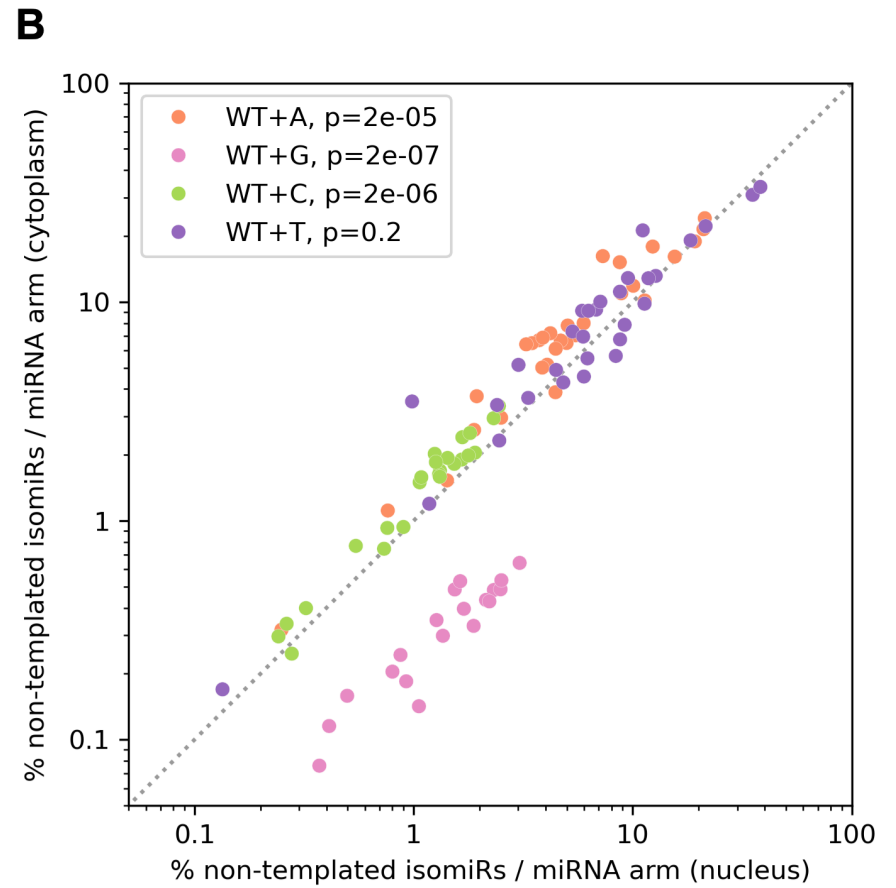 B
% non-templated isomiRs / miRNA arm (cytoplasm)
100
10
1
0.1
WT+A, p=2e-05
WT+G, p=2e-07
WT+C, p=2e-06
WT+T, p=0.2
0.1 1 10 100
% non-templated isomiRs / miRNA arm (nucleus)